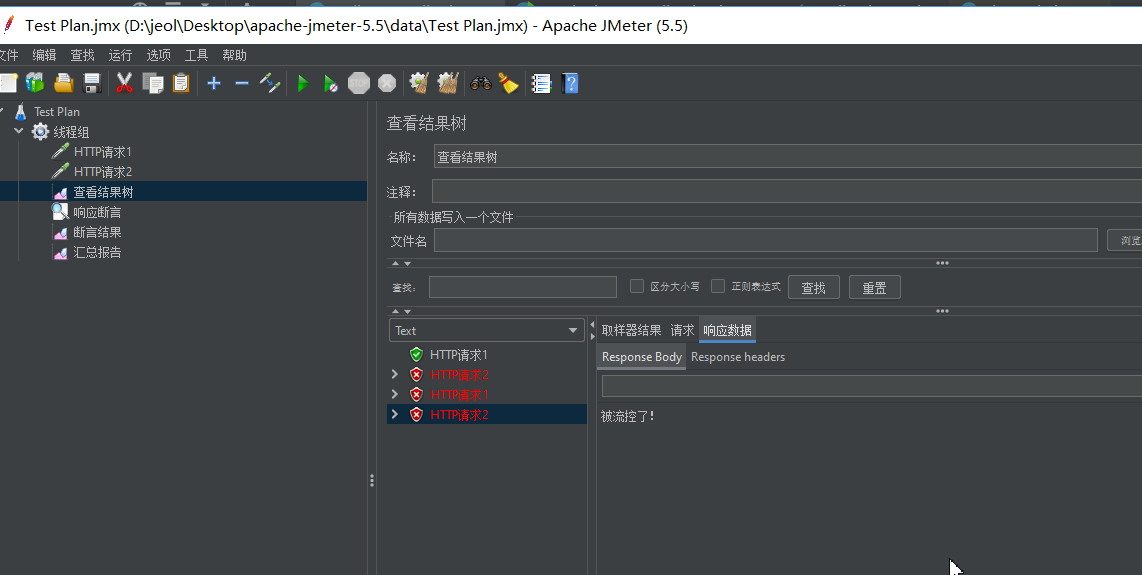 Test Plan.jmx (D:\jeol\Desktop\apache-jmeter-5.5\data\Test Plan.jmx) - Apache JMeter (5.5)
文件 编辑 查找 运行 选项 工具 帮助
STOP
Test Plan
线程组
HTTP请求1
HTTP请求2
查看结果树
响应断言
断言结果
汇总报告
查看结果树
名称： 查看结果树
注释：
所有数据写入一个文件
文件名 浏览
查找: 区分大小写 正则表达式 查找 重置
Text
HTTP请求1
HTTP请求2
HTTP请求1
HTTP请求2
取样器结果 请求 响应数据
Response Body Response headers
被流控了!